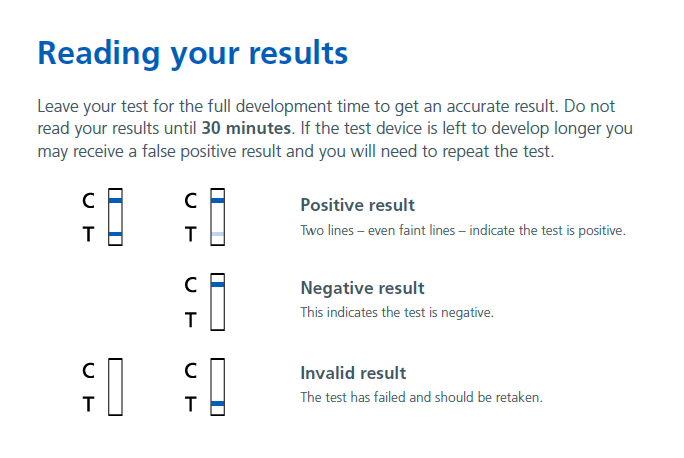 Reading your results
Leave your test for the full development time to get an accurate result. Do not
read your results until 30 minutes. If the test device is left to develop longer you
may receive a false positive result and you will need to repeat the test.
C C Positive result
T T Two lines – even faint lines – indicate the test is positive.
C Negative result
T This indicates the test is negative.
C C Invalid result
T T The test has failed and should be retaken.